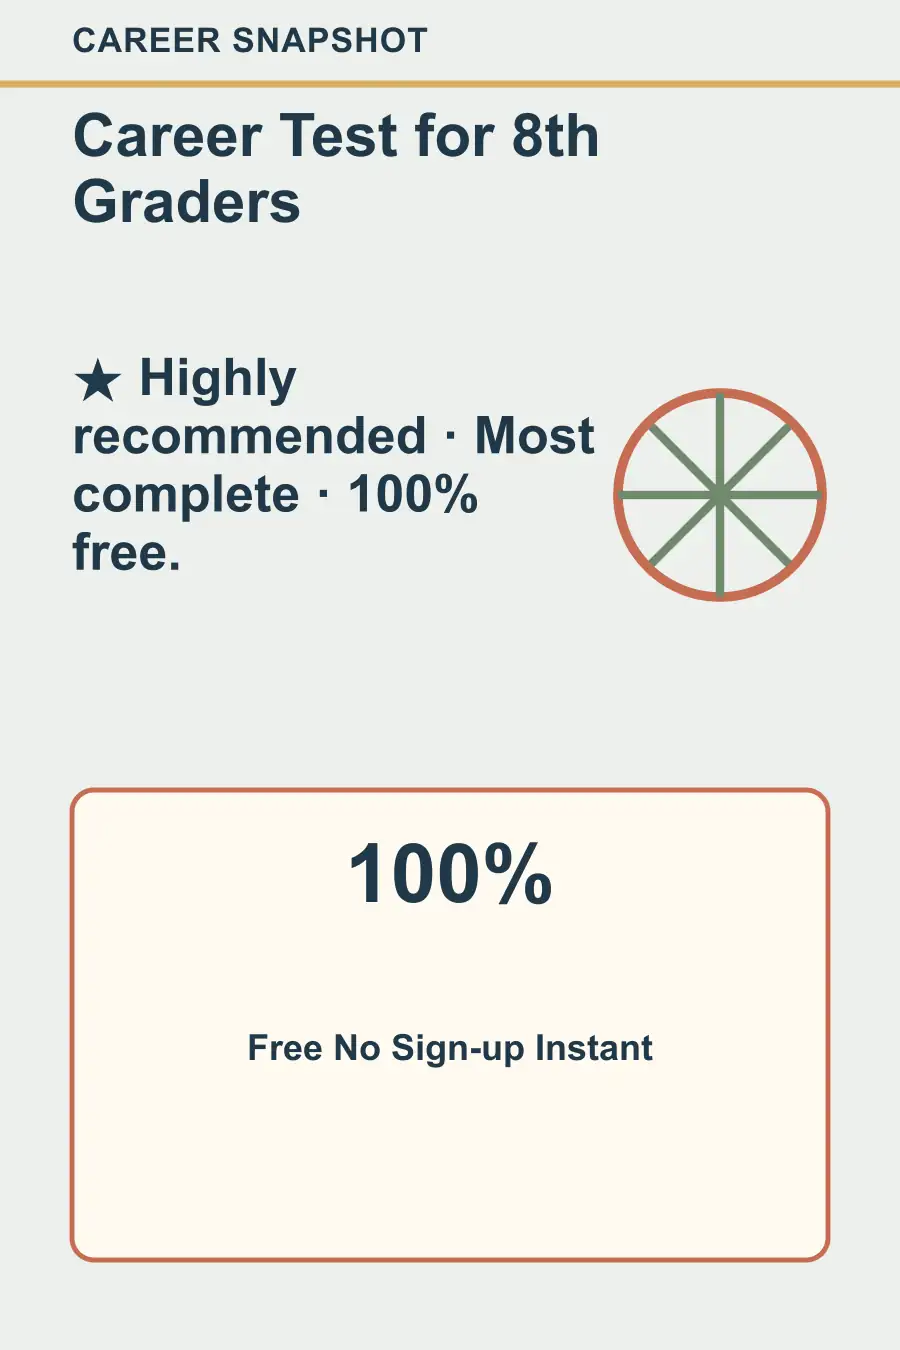 CAREER SNAPSHOT
Career Test for 8th
Graders
★ Highly
recommended · Most
complete · 100%
free.
100%
Free No Sign-up Instant